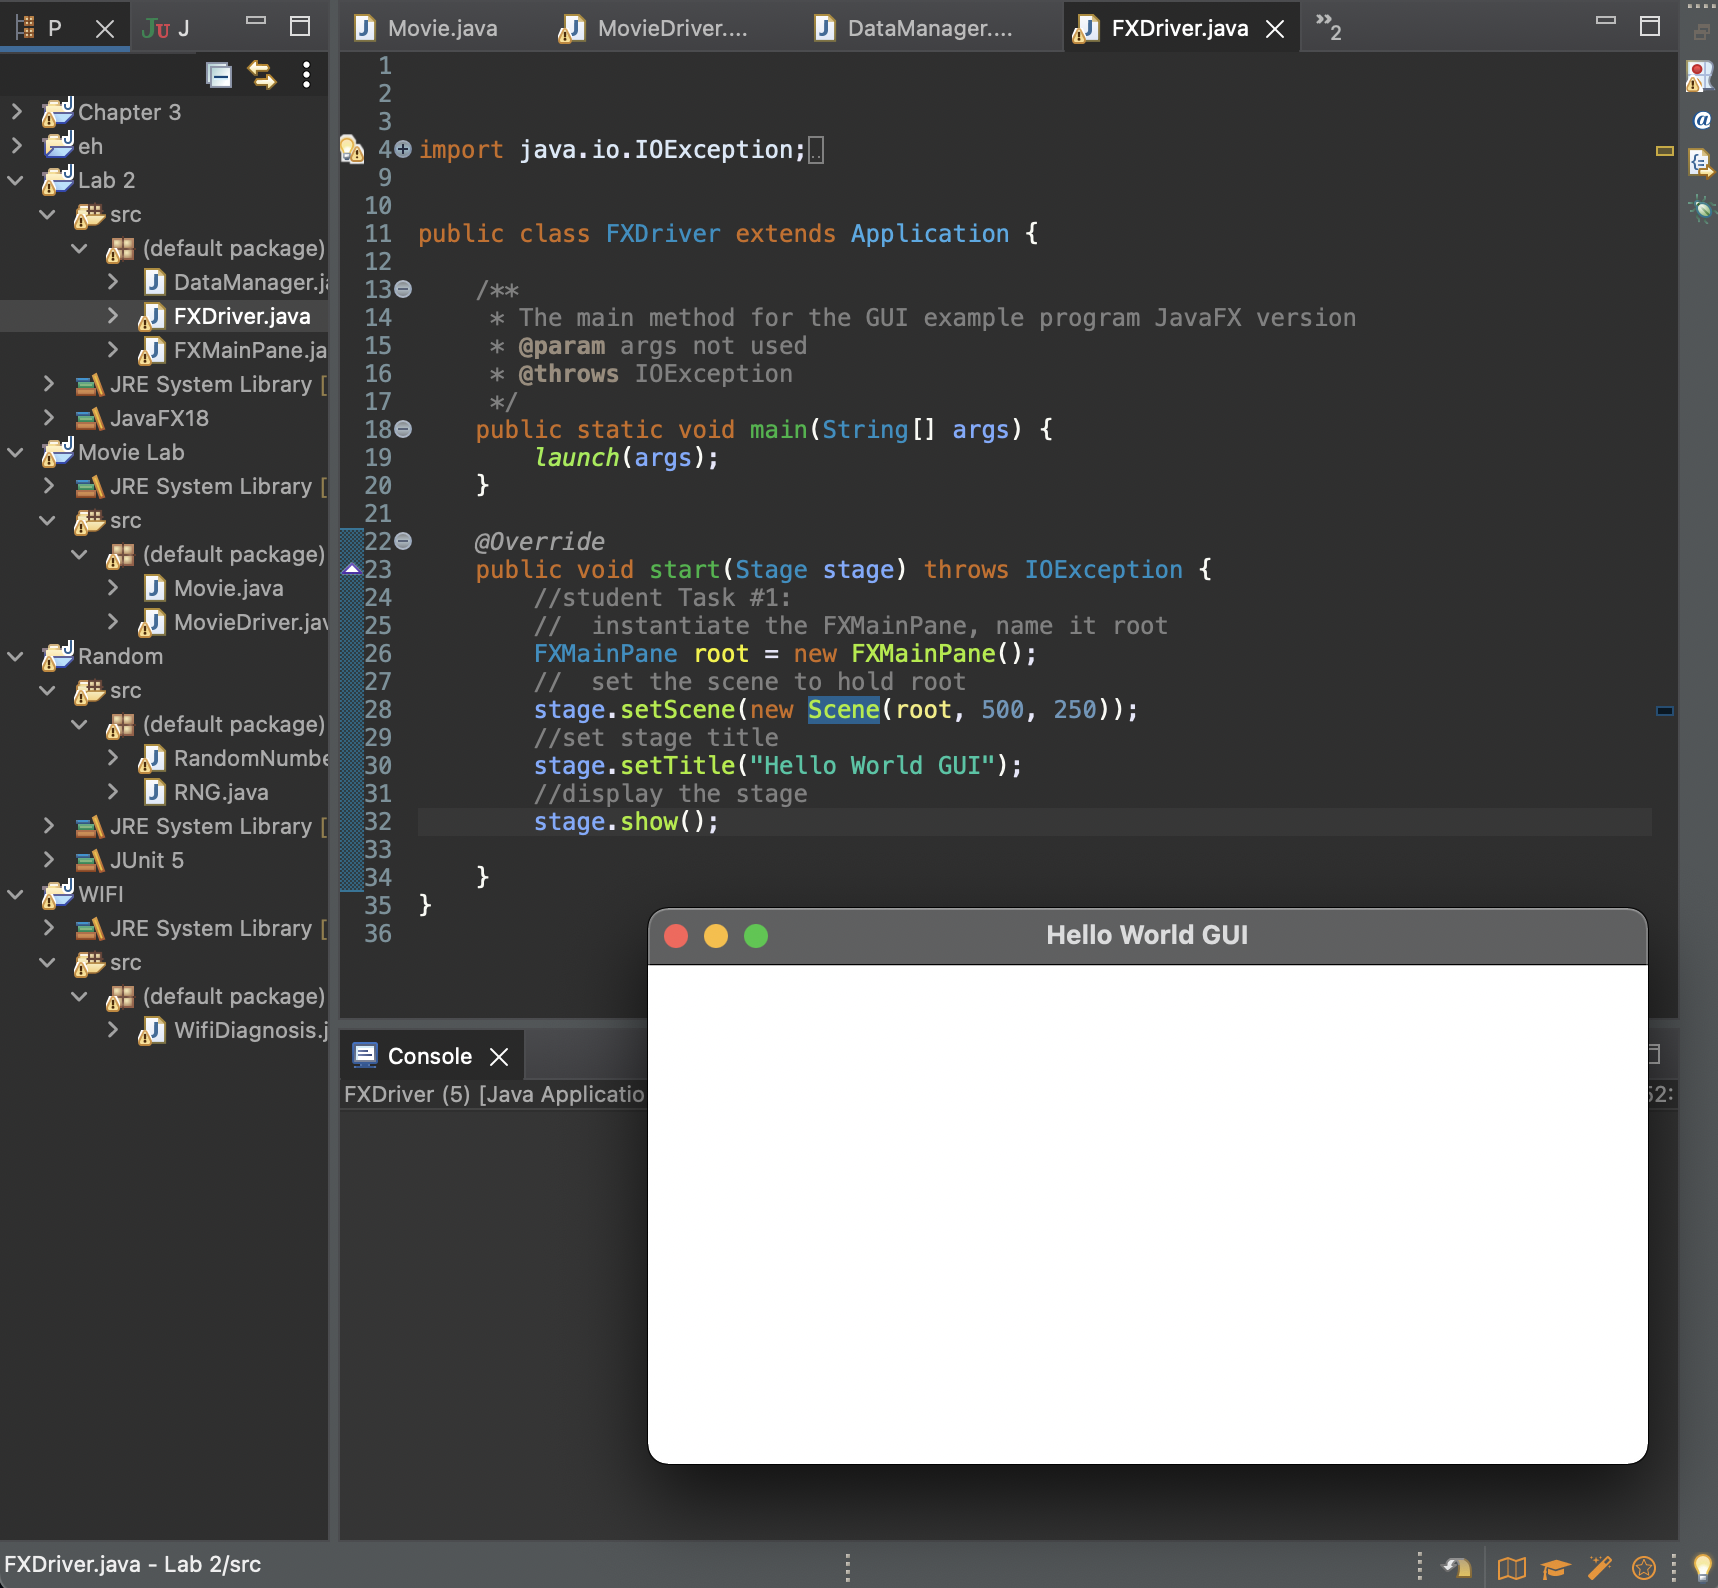 P
JU J
Movie.java
MovieDriver....
DataManager....
FXDriver.java
»2
Chapter 3
eh
Lab 2
src
(default package)
DataManager.ja
FXDriver.java
FXMainPane.ja
JRE System Library [
JavaFX18
Movie Lab
JRE System Library [
src
(default package)
Movie.java
MovieDriver.jav
Random
src
(default package)
RandomNumbe
RNG.java
JRE System Library [
JUnit 5
WIFI
JRE System Library [
src
(default package)
WifiDiagnosis.j
1
2
3
4 import java.io.IOException;
9
10
11 public class FXDriver extends Application {
12
13 /**
14 * The main method for the GUI example program JavaFX version
15 * @param args not used
16 * @throws IOException
17 */
18 public static void main(String[] args) {
19 launch(args);
20 }
21
22 @Override
23 public void start(Stage stage) throws IOException {
24 //student Task #1:
25 //  instantiate the FXMainPane, name it root
26 FXMainPane root = new FXMainPane();
27 //  set the scene to hold root
28 stage.setScene(new Scene(root, 500, 250));
29 //set stage title
30 stage.setTitle("Hello World GUI");
31 //display the stage
32 stage.show();
33
34 }
35 }
36
Hello World GUI
Console
FXDriver (5) [Java Applicatio
52:
FXDriver.java - Lab 2/src